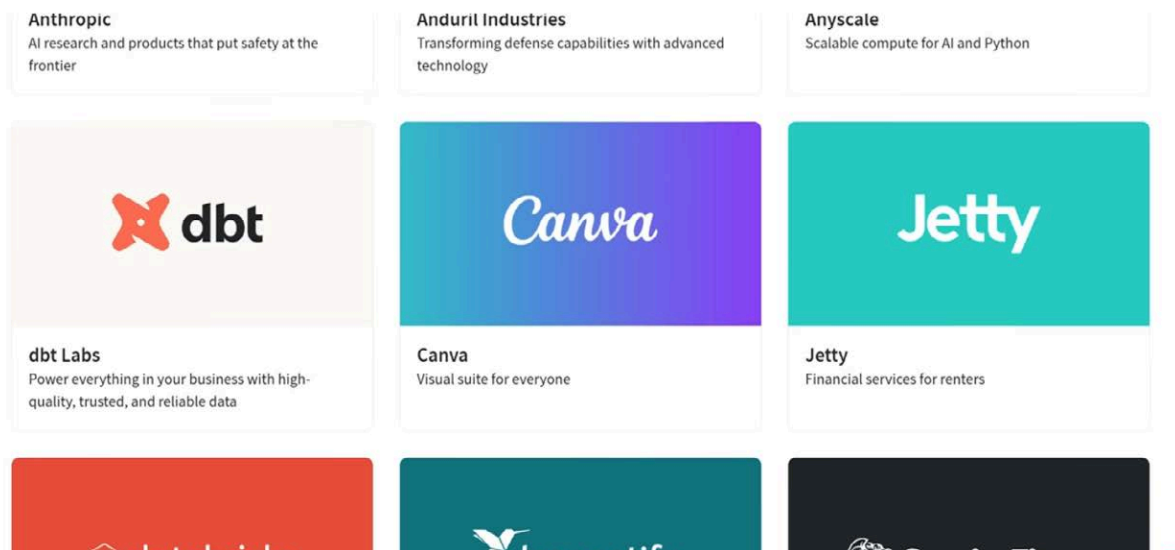 Anthropic
AI research and products that put safety at the
frontier
Anduril Industries
Transforming defense capabilities with advanced
technology
Anyscale
Scalable compute for AI and Python
dbt
dbt Labs
Power everything in your business with high-
quality, trusted, and reliable data
Canva
Canva
Visual suite for everyone
Jetty
Jetty
Financial services for renters